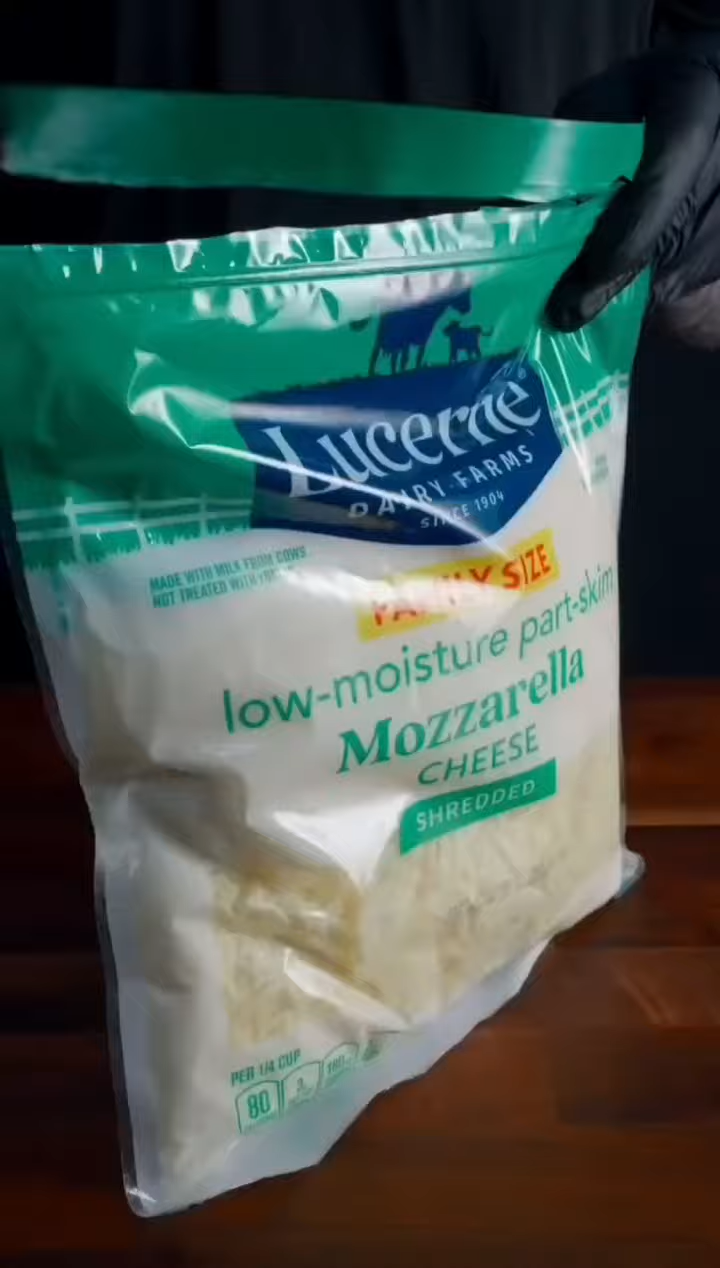 Lucerne®
DAIRY·FARMS
SINCE 1904
MADE WITH MILK FROM COWS
NOT TREATED WITH
FAMILY SIZE
low-moisture part-skim
Mozzarella
CHEESE
SHREDDED
PER 1/4 CUP
80